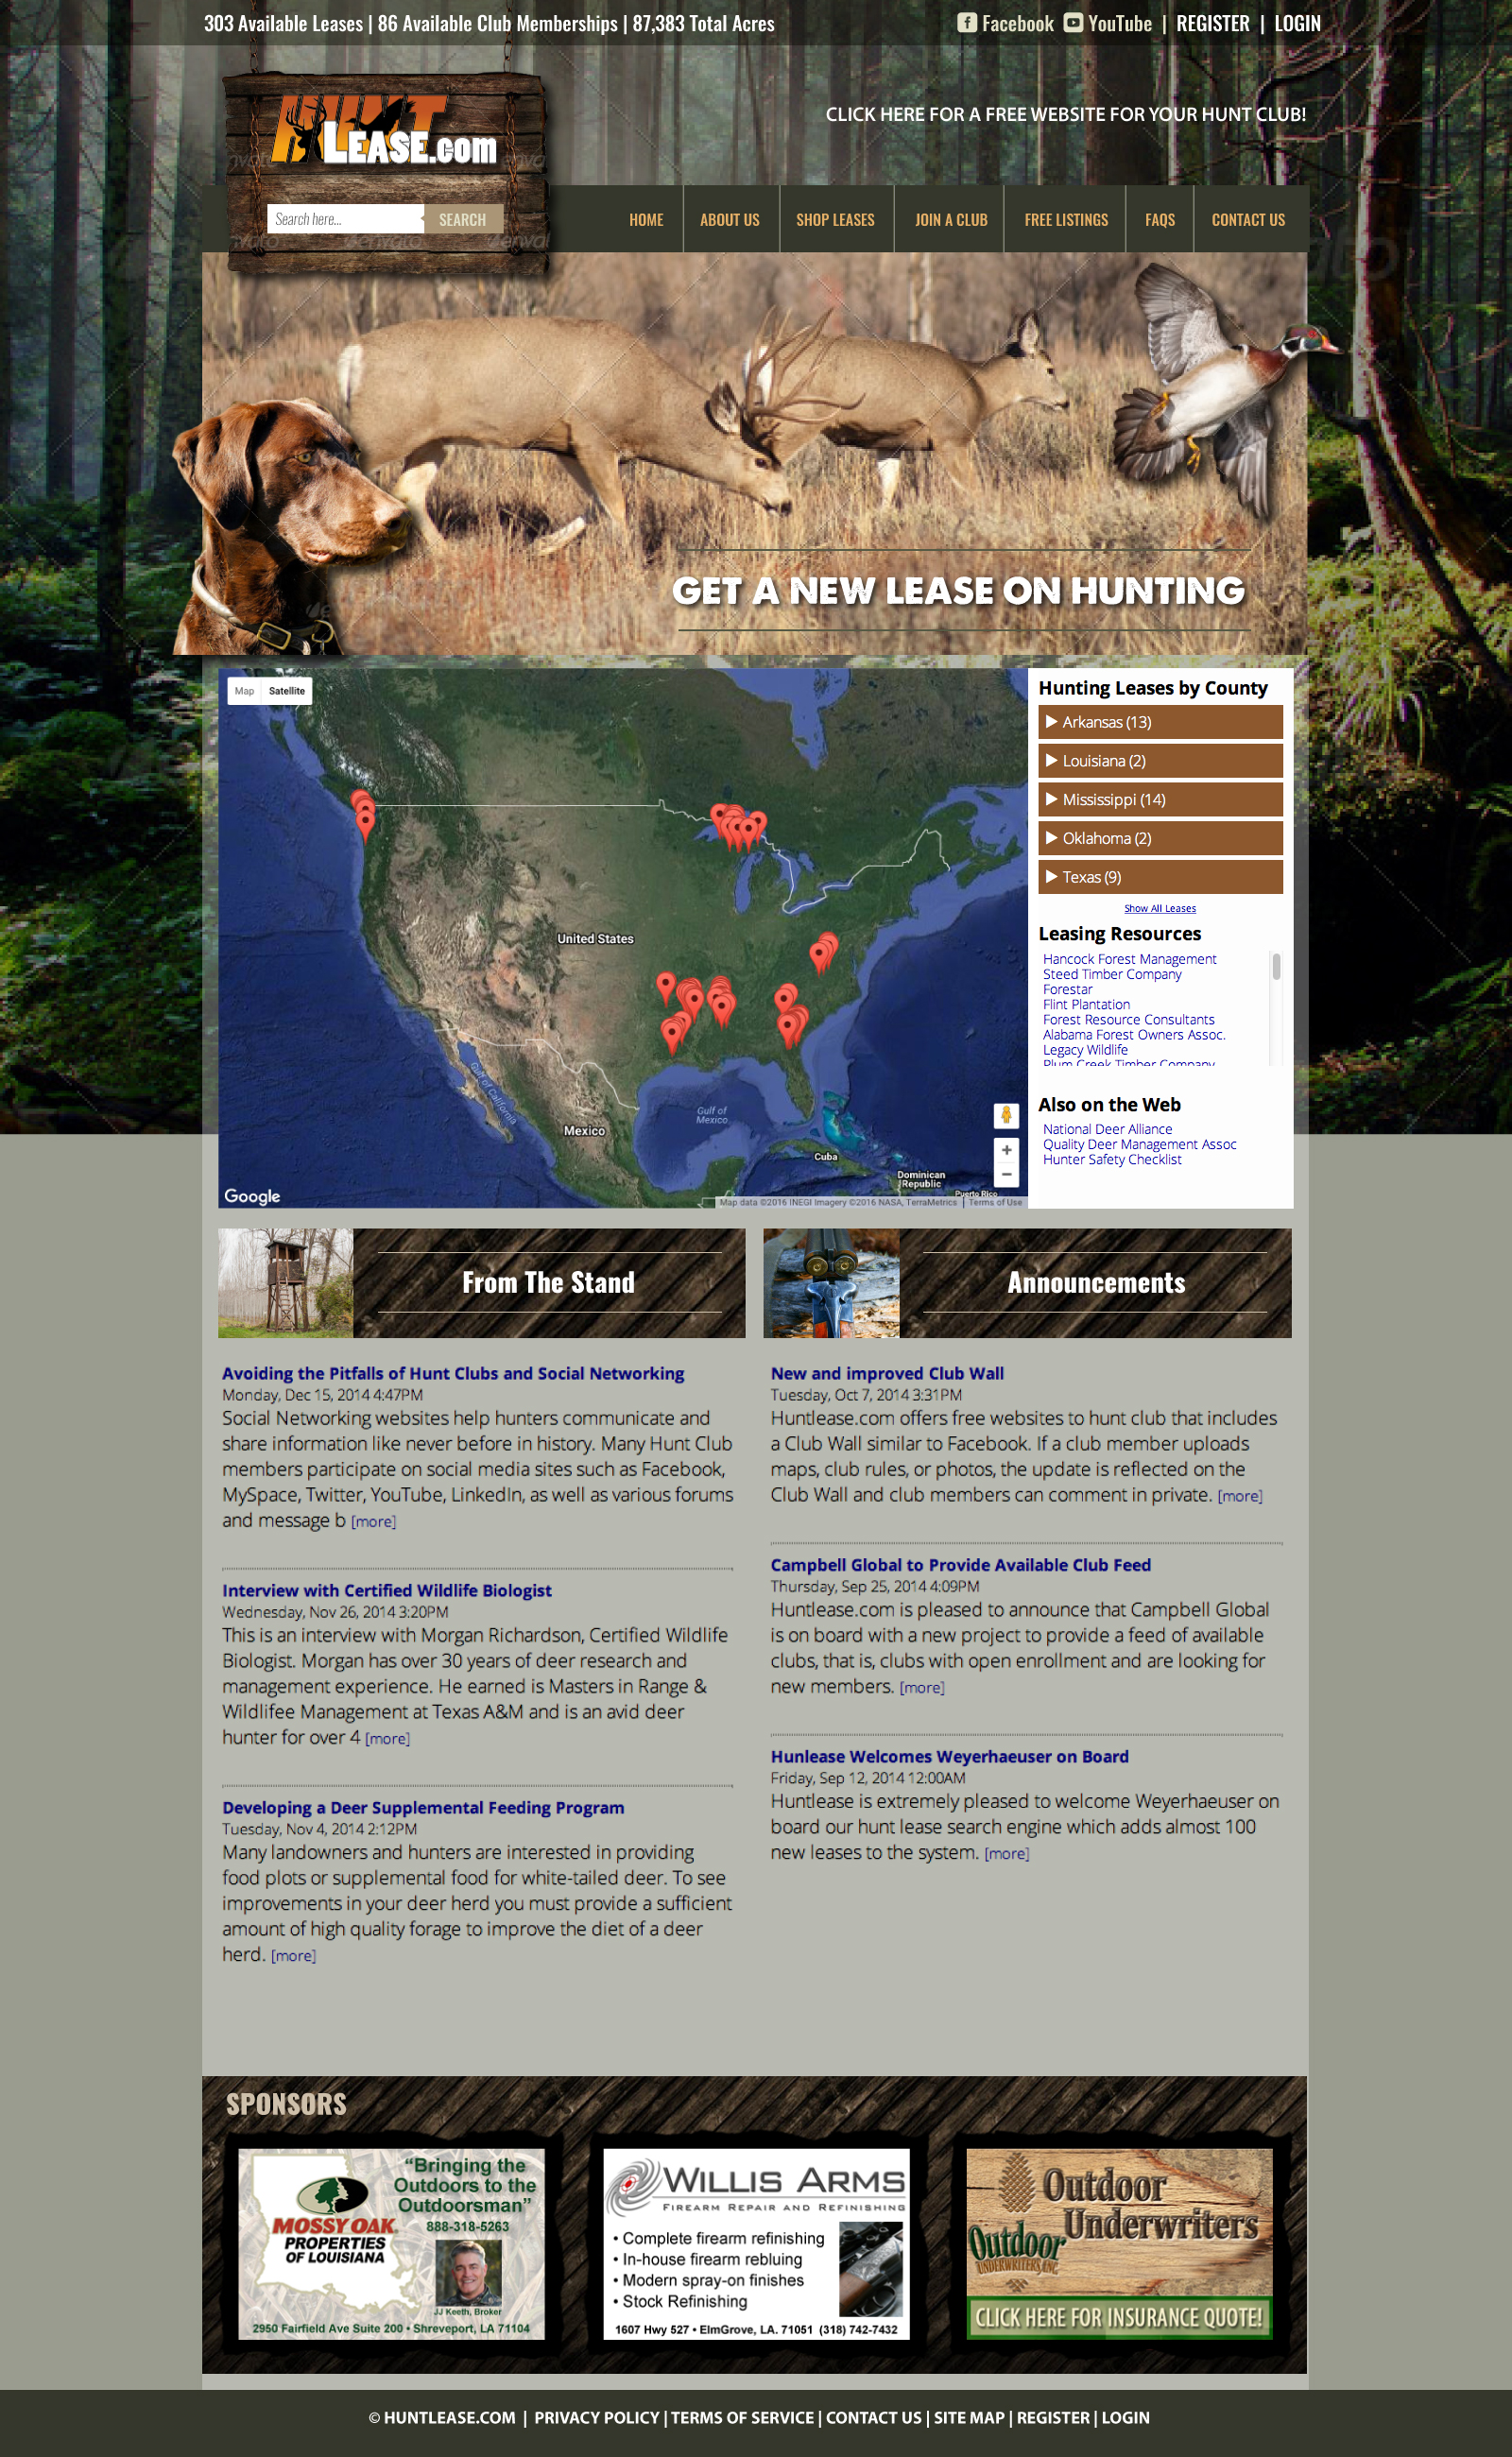 303 Available Leases | 86 Available Club Memberships | 87,383 Total Acres
Facebook YouTube | REGISTER | LOGIN
HUNT
LEASE.com
CLICK HERE FOR A FREE WEBSITE FOR YOUR HUNT CLUB!
Search here... SEARCH
HOME ABOUT US SHOP LEASES JOIN A CLUB FREE LISTINGS FAQS CONTACT US
GET A NEW LEASE ON HUNTING
Map Satellite
United States
Gulf of California
Gulf of
Mexico
Mexico
Cuba
Dominican
Republic
Puerto Rico
Google
Map data ©2016 INEGI Imagery ©2016 NASA, TerraMetrics | Terms of Use
Hunting Leases by County
Arkansas (13)
Louisiana (2)
Mississippi (14)
Oklahoma (2)
Texas (9)
Show All Leases
Leasing Resources
Hancock Forest Management
Steed Timber Company
Forestar
Flint Plantation
Forest Resource Consultants
Alabama Forest Owners Assoc.
Legacy Wildlife
Plum Creek Timber Company
Also on the Web
National Deer Alliance
Quality Deer Management Assoc
Hunter Safety Checklist
From The Stand
Avoiding the Pitfalls of Hunt Clubs and Social Networking
Monday, Dec 15, 2014 4:47PM
Social Networking websites help hunters communicate and
share information like never before in history. Many Hunt Club
members participate on social media sites such as Facebook,
MySpace, Twitter, YouTube, LinkedIn, as well as various forums
and message b [more]
Interview with Certified Wildlife Biologist
Wednesday, Nov 26, 2014 3:20PM
This is an interview with Morgan Richardson, Certified Wildlife
Biologist. Morgan has over 30 years of deer research and
management experience. He earned is Masters in Range &
Wildlifee Management at Texas A&M and is an avid deer
hunter for over 4 [more]
Developing a Deer Supplemental Feeding Program
Tuesday, Nov 4, 2014 2:12PM
Many landowners and hunters are interested in providing
food plots or supplemental food for white-tailed deer. To see
improvements in your deer herd you must provide a sufficient
amount of high quality forage to improve the diet of a deer
herd. [more]
Announcements
New and improved Club Wall
Tuesday, Oct 7, 2014 3:31PM
Huntlease.com offers free websites to hunt club that includes
a Club Wall similar to Facebook. If a club member uploads
maps, club rules, or photos, the update is reflected on the
Club Wall and club members can comment in private. [more]
Campbell Global to Provide Available Club Feed
Thursday, Sep 25, 2014 4:09PM
Huntlease.com is pleased to announce that Campbell Global
is on board with a new project to provide a feed of available
clubs, that is, clubs with open enrollment and are looking for
new members. [more]
Hunlease Welcomes Weyerhaeuser on Board
Friday, Sep 12, 2014 12:00AM
Huntlease is extremely pleased to welcome Weyerhaeuser on
board our hunt lease search engine which adds almost 100
new leases to the system. [more]
SPONSORS
"Bringing the
Outdoors to the
Outdoorsman"
888-318-5263
MOSSY OAK
PROPERTIES
OF LOUISIANA
JJ Keeth, Broker
2950 Fairfield Ave Suite 200 • Shreveport, LA 71104
WILLIS ARMS
FIREARM REPAIR AND REFINISHING
• Complete firearm refinishing
• In-house firearm rebluing
• Modern spray-on finishes
• Stock Refinishing
1607 Hwy 527 • ElmGrove, LA. 71051 (318) 742-7432
Outdoor
Underwriters
Outdoor
UNDERWRITERS, INC.
CLICK HERE FOR INSURANCE QUOTE!
© HUNTLEASE.COM | PRIVACY POLICY | TERMS OF SERVICE | CONTACT US | SITE MAP | REGISTER | LOGIN